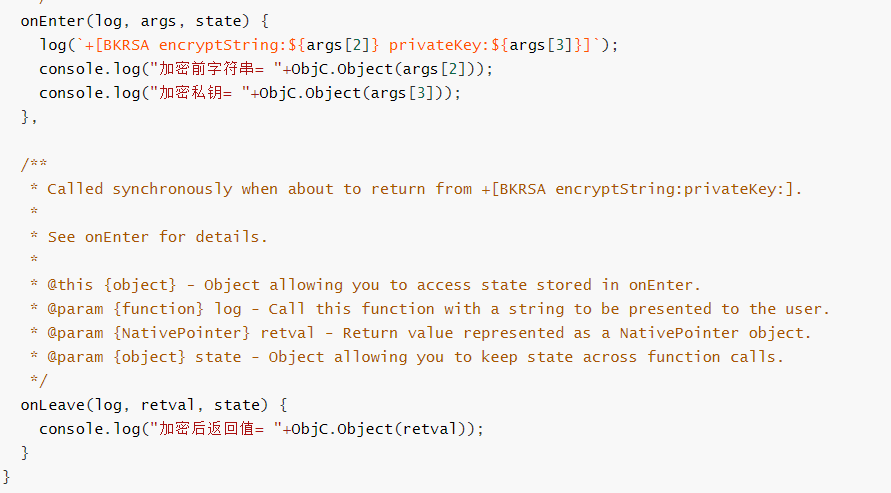 */
onEnter(log, args, state) {
log(`+[BKRSA encryptString:${args[2]} privateKey:${args[3]}]`);
console.log("加密前字符串= "+ObjC.Object(args[2]));
console.log("加密私钥= "+ObjC.Object(args[3]));
},
/**
* Called synchronously when about to return from +[BKRSA encryptString:privateKey:].
*
* See onEnter for details.
*
* @this {object} - Object allowing you to access state stored in onEnter.
* @param {function} log - Call this function with a string to be presented to the user.
* @param {NativePointer} retval - Return value represented as a NativePointer object.
* @param {object} state - Object allowing you to keep state across function calls.
*/
onLeave(log, retval, state) {
console.log("加密后返回值= "+ObjC.Object(retval));
}
}